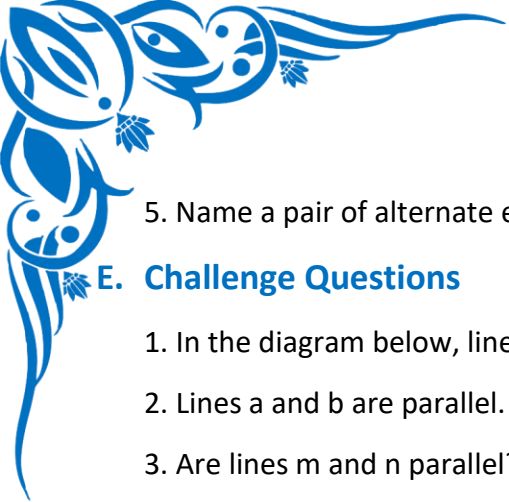 5. Name a pair of alternate
E. Challenge Questions
1. In the diagram below,
2. Lines a and b are parallel.
3. Are lines m and n parallel?